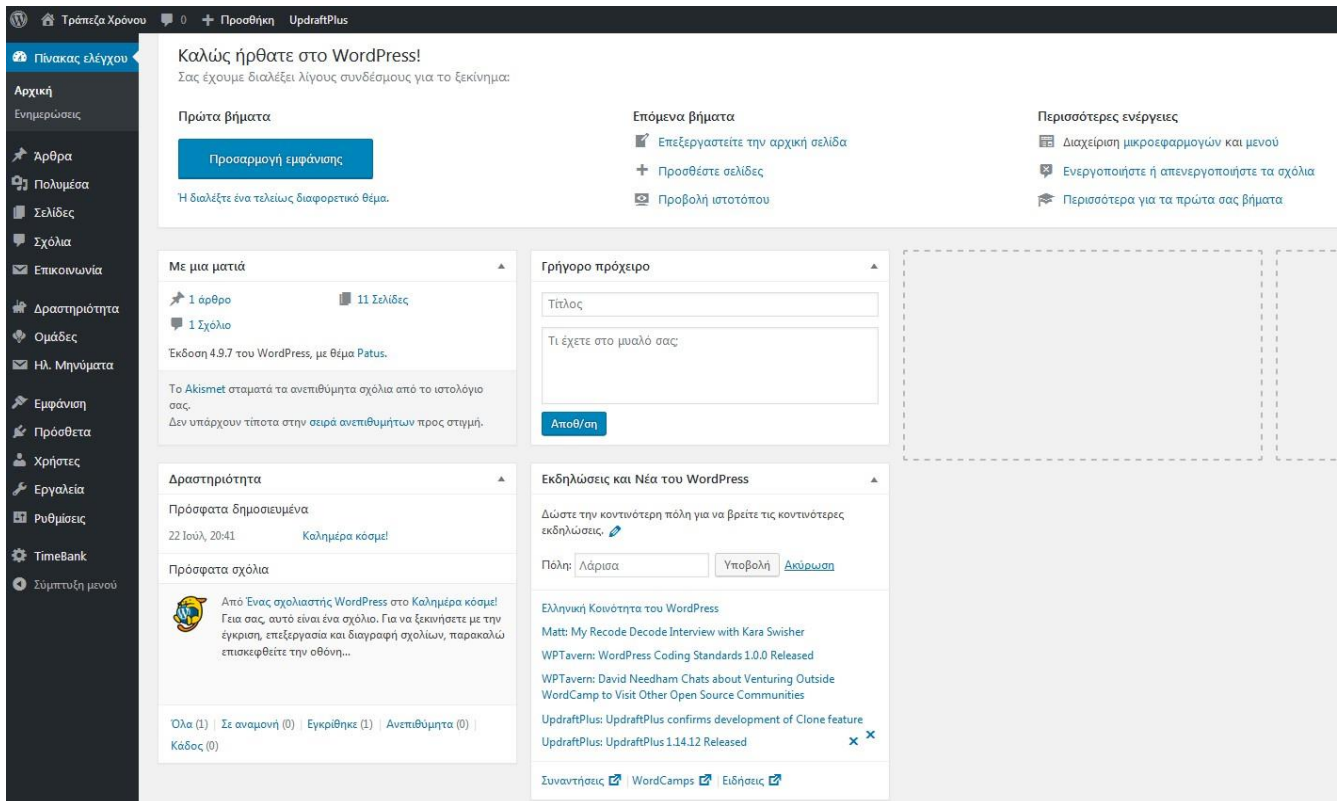 Τράπεζα Χρόνου 0 Προσθήκη UpdraftPlus
Πίνακας ελέγχου
Αρχική
Ενημερώσεις
Άρθρα
Πολυμέσα
Σελίδες
Σχόλια
Επικοινωνία
Δραστηριότητα
Ομάδες
Ηλ. Μηνύματα
Εμφάνιση
Πρόσθετα
Χρήστες
Εργαλεία
Ρυθμίσεις
TimeBank
Σύμπτυξη μενού
Καλώς ήρθατε στο WordPress!
Σας έχουμε διαλέξει λίγους συνδέσμους για το ξεκίνημα:
Πρώτα βήματα
Προσαρμογή εμφάνισης
Ή διαλέξτε ένα τελείως διαφορετικό θέμα.
Επόμενα βήματα
Επεξεργαστείτε την αρχική σελίδα
Προσθέστε σελίδες
Προβολή ιστοτόπου
Περισσότερες ενέργειες
Διαχείριση μικροεφαρμογών και μενού
Ενεργοποιήστε ή απενεργοποιήστε τα σχόλια
Περισσότερα για τα πρώτα σας βήματα
Με μια ματιά
1 άρθρο 11 Σελίδες
1 Σχόλιο
Έκδοση 4.9.7 του WordPress, με θέμα Patus.
Το Akismet σταματά τα ανεπιθύμητα σχόλια από το ιστολόγιο
σας.
Δεν υπάρχουν τίποτα στην σειρά ανεπιθυμήτων προς στιγμή.
Δραστηριότητα
Πρόσφατα δημοσιευμένα
22 Ιούλ, 20:41 Καλημέρα κόσμε!
Πρόσφατα σχόλια
Από Ένας σχολιαστής WordPress στο Καλημέρα κόσμε!
Γεια σας, αυτό είναι ένα σχόλιο. Για να ξεκινήσετε με την
έγκριση, επεξεργασία και διαγραφή σχολίων, παρακαλώ
επισκεφθείτε την οθόνη...
Όλα (1) | Σε αναμονή (0) | Εγκρίθηκε (1) | Ανεπιθύμητα (0) |
Κάδος (0)
Γρήγορο πρόχειρο
Τίτλος
Τι έχετε στο μυαλό σας;
Αποθ/ση
Εκδηλώσεις και Νέα του WordPress
Δώστε την κοντινότερη πόλη για να βρείτε τις κοντινότερες
εκδηλώσεις.
Πόλη: Λάρισα Υποβολή Ακύρωση
Ελληνική Κοινότητα του WordPress
Matt: My Recode Decode Interview with Kara Swisher
WPTavern: WordPress Coding Standards 1.0.0 Released
WPTavern: David Needham Chats about Venturing Outside
WordCamp to Visit Other Open Source Communities
UpdraftPlus: UpdraftPlus confirms development of Clone feature
UpdraftPlus: UpdraftPlus 1.14.12 Released
Συναντήσεις | WordCamps | Ειδήσεις